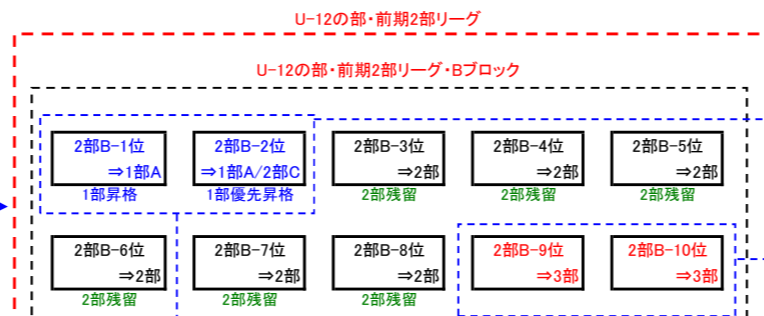 U-12の部・前期2部リーグ
U-12の部・前期2部リーグ・Bブロック
2部B-1位
⇒1部A
1部昇格
2部B-2位
⇒1部A/2部C
1部優先昇格
2部B-3位
⇒2部
2部残留
2部B-4位
⇒2部
2部残留
2部B-5位
⇒2部
2部残留
2部B-6位
⇒2部
2部残留
2部B-7位
⇒2部
2部残留
2部B-8位
⇒2部
2部残留
2部B-9位
⇒3部
2部B-10位
⇒3部